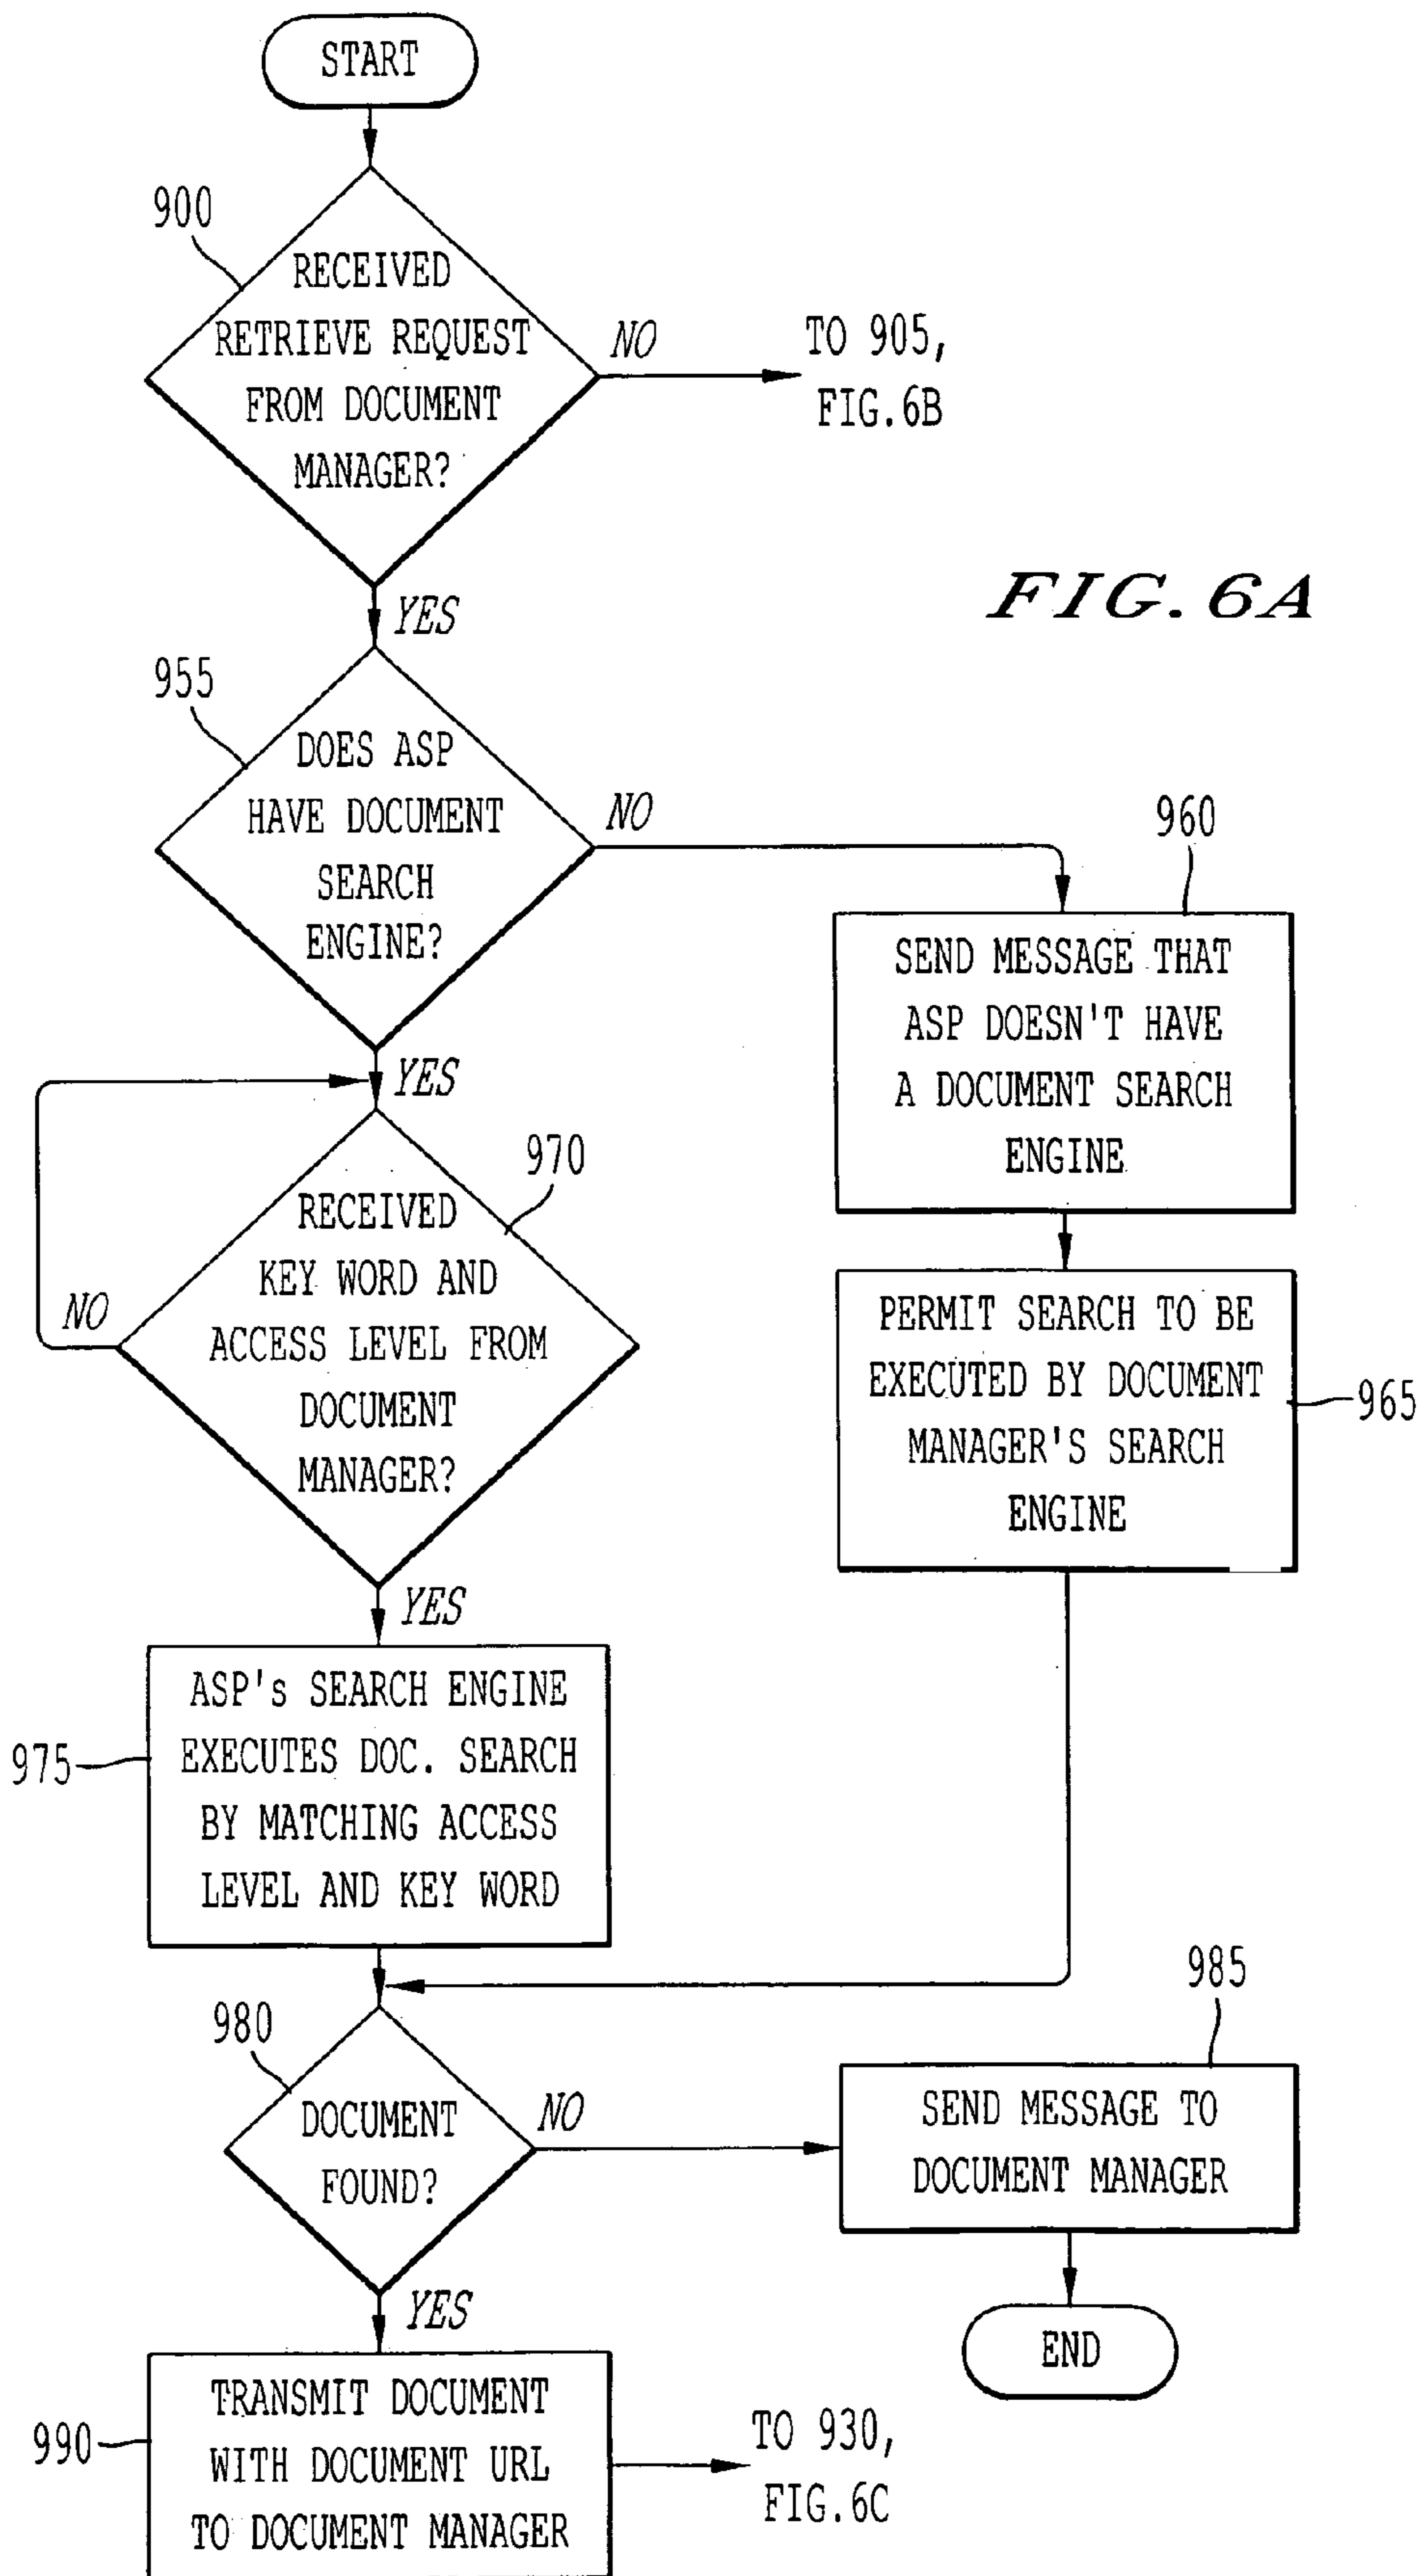 START
900
RECEIVED
RETRIEVE REQUEST
FROM DOCUMENT
MANAGER?
NO
TO 905,
FIG.6B
YES
FIG. 6A
955
DOES ASP
HAVE DOCUMENT
SEARCH
ENGINE?
NO
YES
960
SEND MESSAGE THAT
ASP DOESN'T HAVE
A DOCUMENT SEARCH
ENGINE
970
RECEIVED
KEY WORD AND
ACCESS LEVEL FROM
DOCUMENT
MANAGER?
NO
YES
PERMIT SEARCH TO BE
EXECUTED BY DOCUMENT
MANAGER'S SEARCH
ENGINE
965
975
ASP's SEARCH ENGINE
EXECUTES DOC. SEARCH
BY MATCHING ACCESS
LEVEL AND KEY WORD
980
DOCUMENT
FOUND?
NO
YES
985
SEND MESSAGE TO
DOCUMENT MANAGER
END
990
TRANSMIT DOCUMENT
WITH DOCUMENT URL
TO DOCUMENT MANAGER
TO 930,
FIG.6C